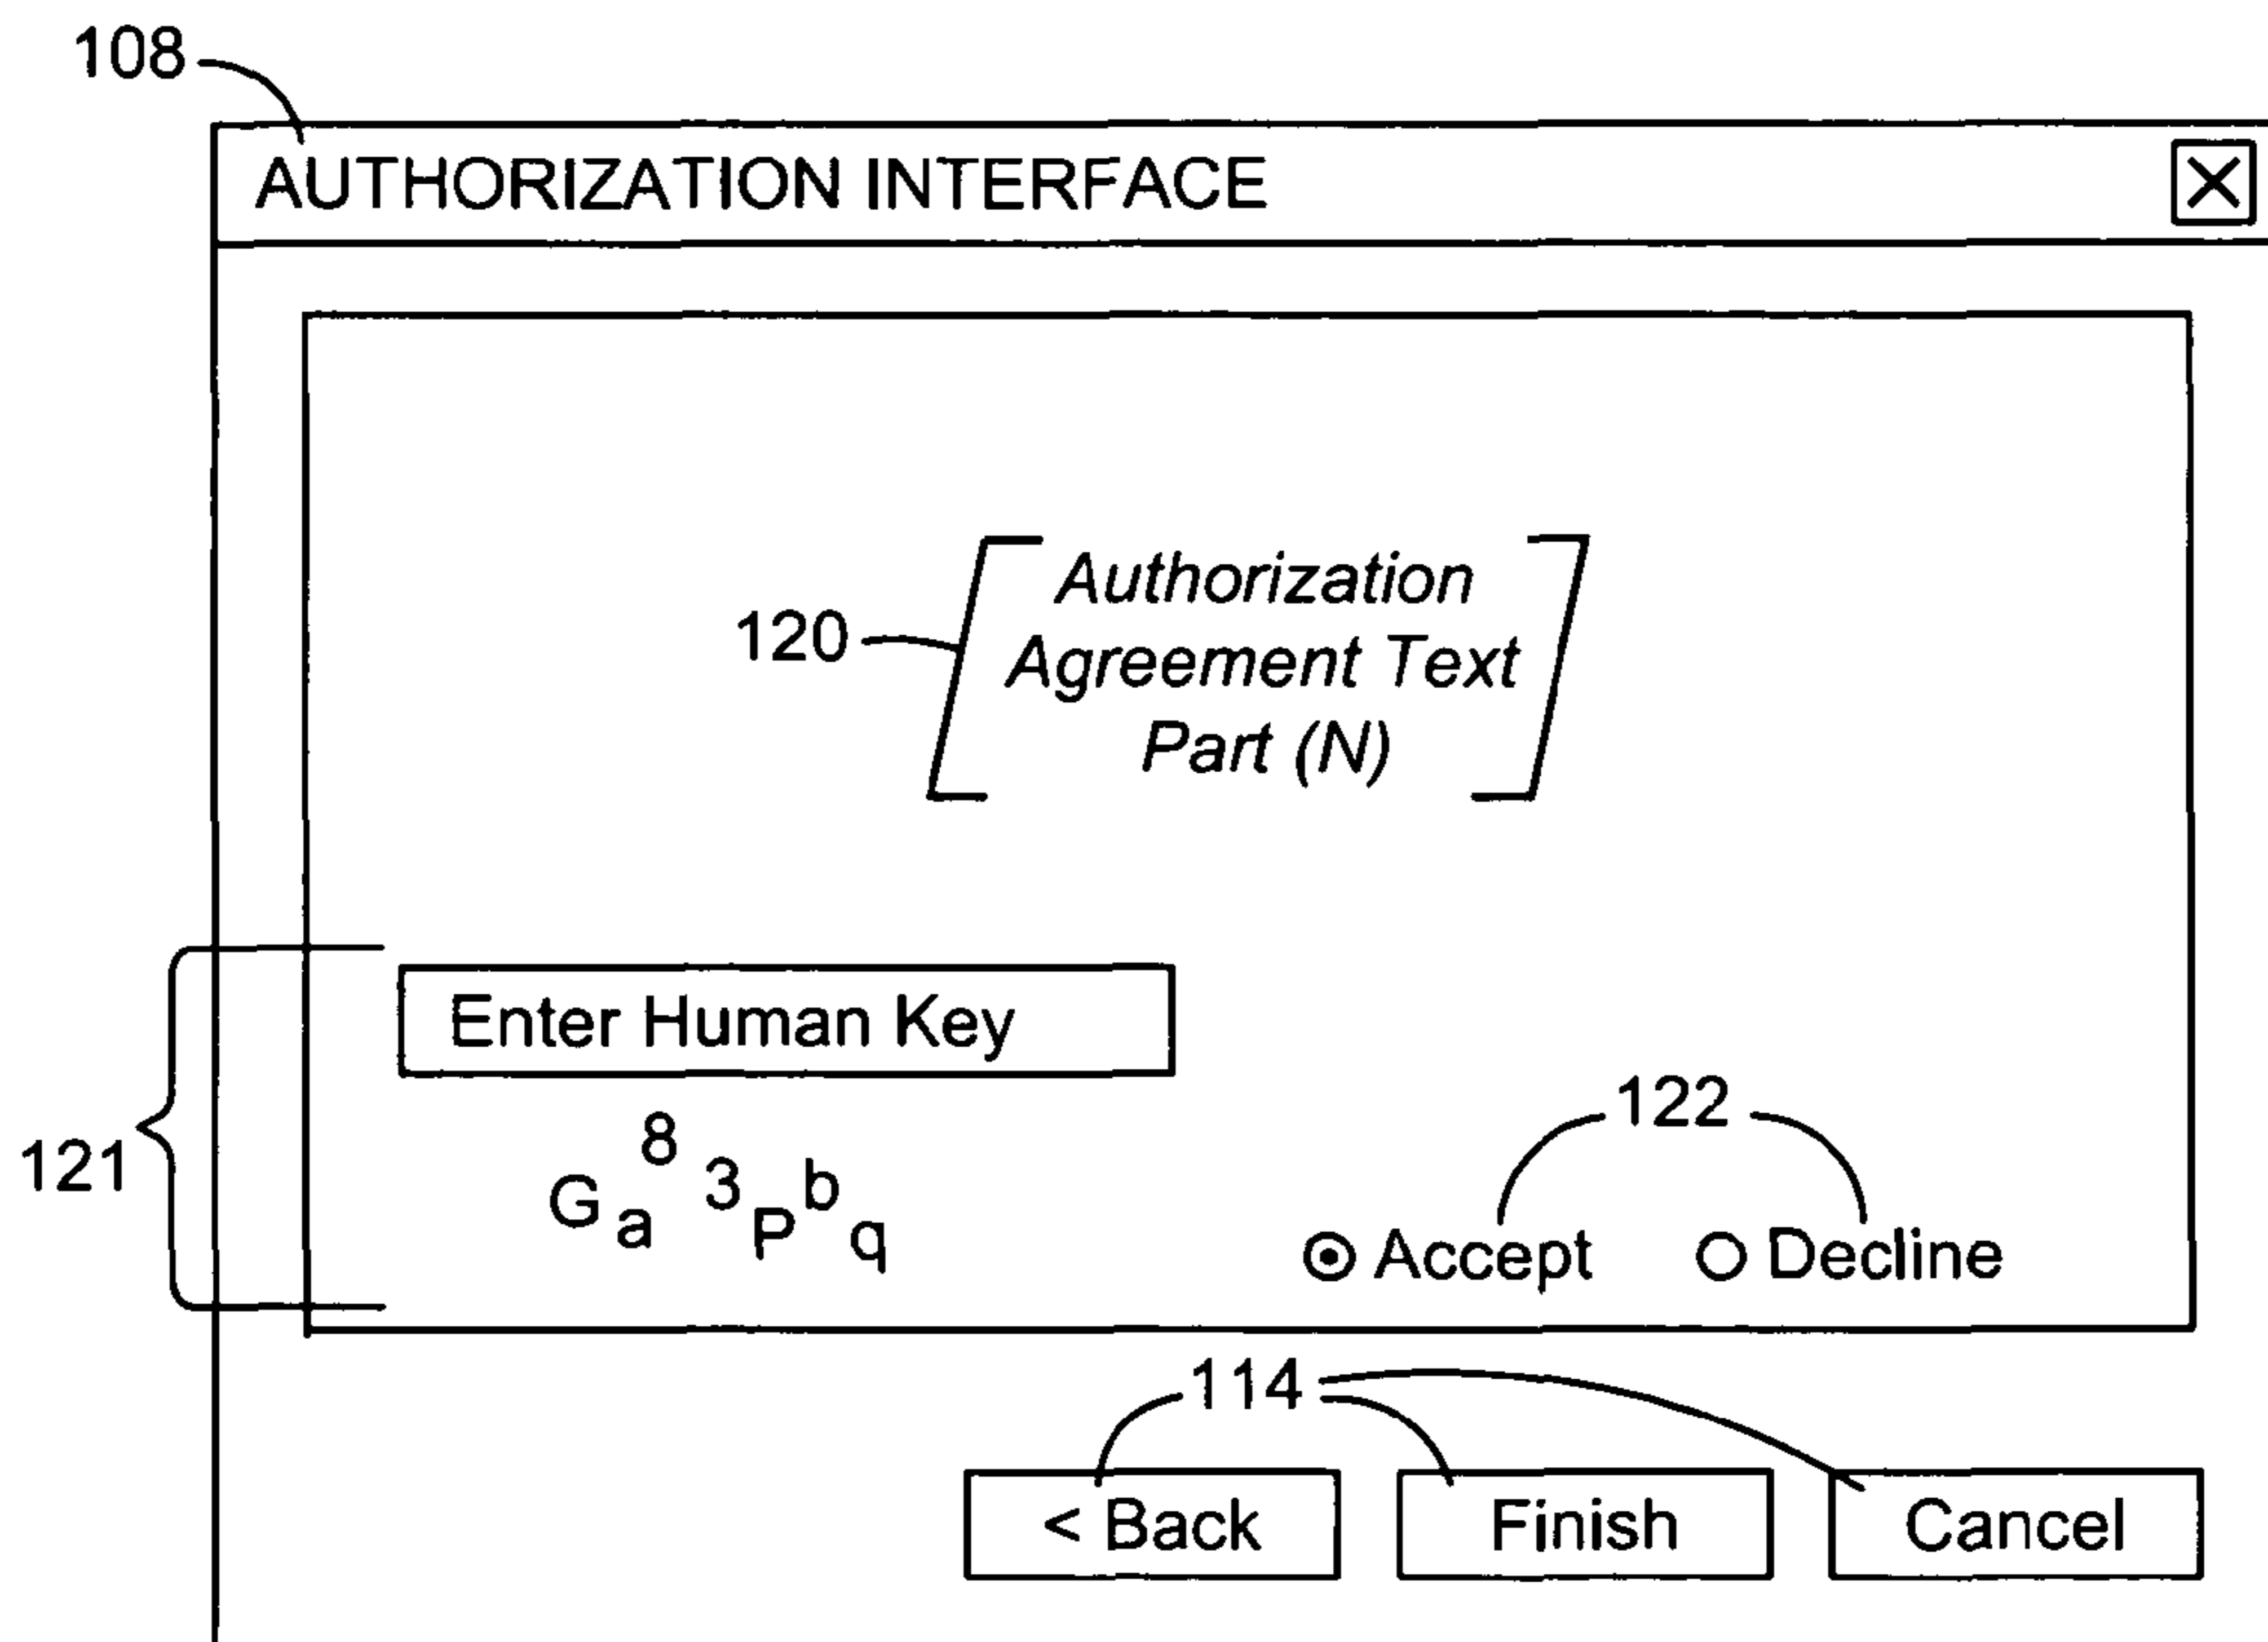 108
AUTHORIZATION INTERFACE
120
Authorization
Agreement Text
Part (N)
Enter Human Key
121
G a 8 3 P b q
122
Accept Decline
114
< Back Finish Cancel